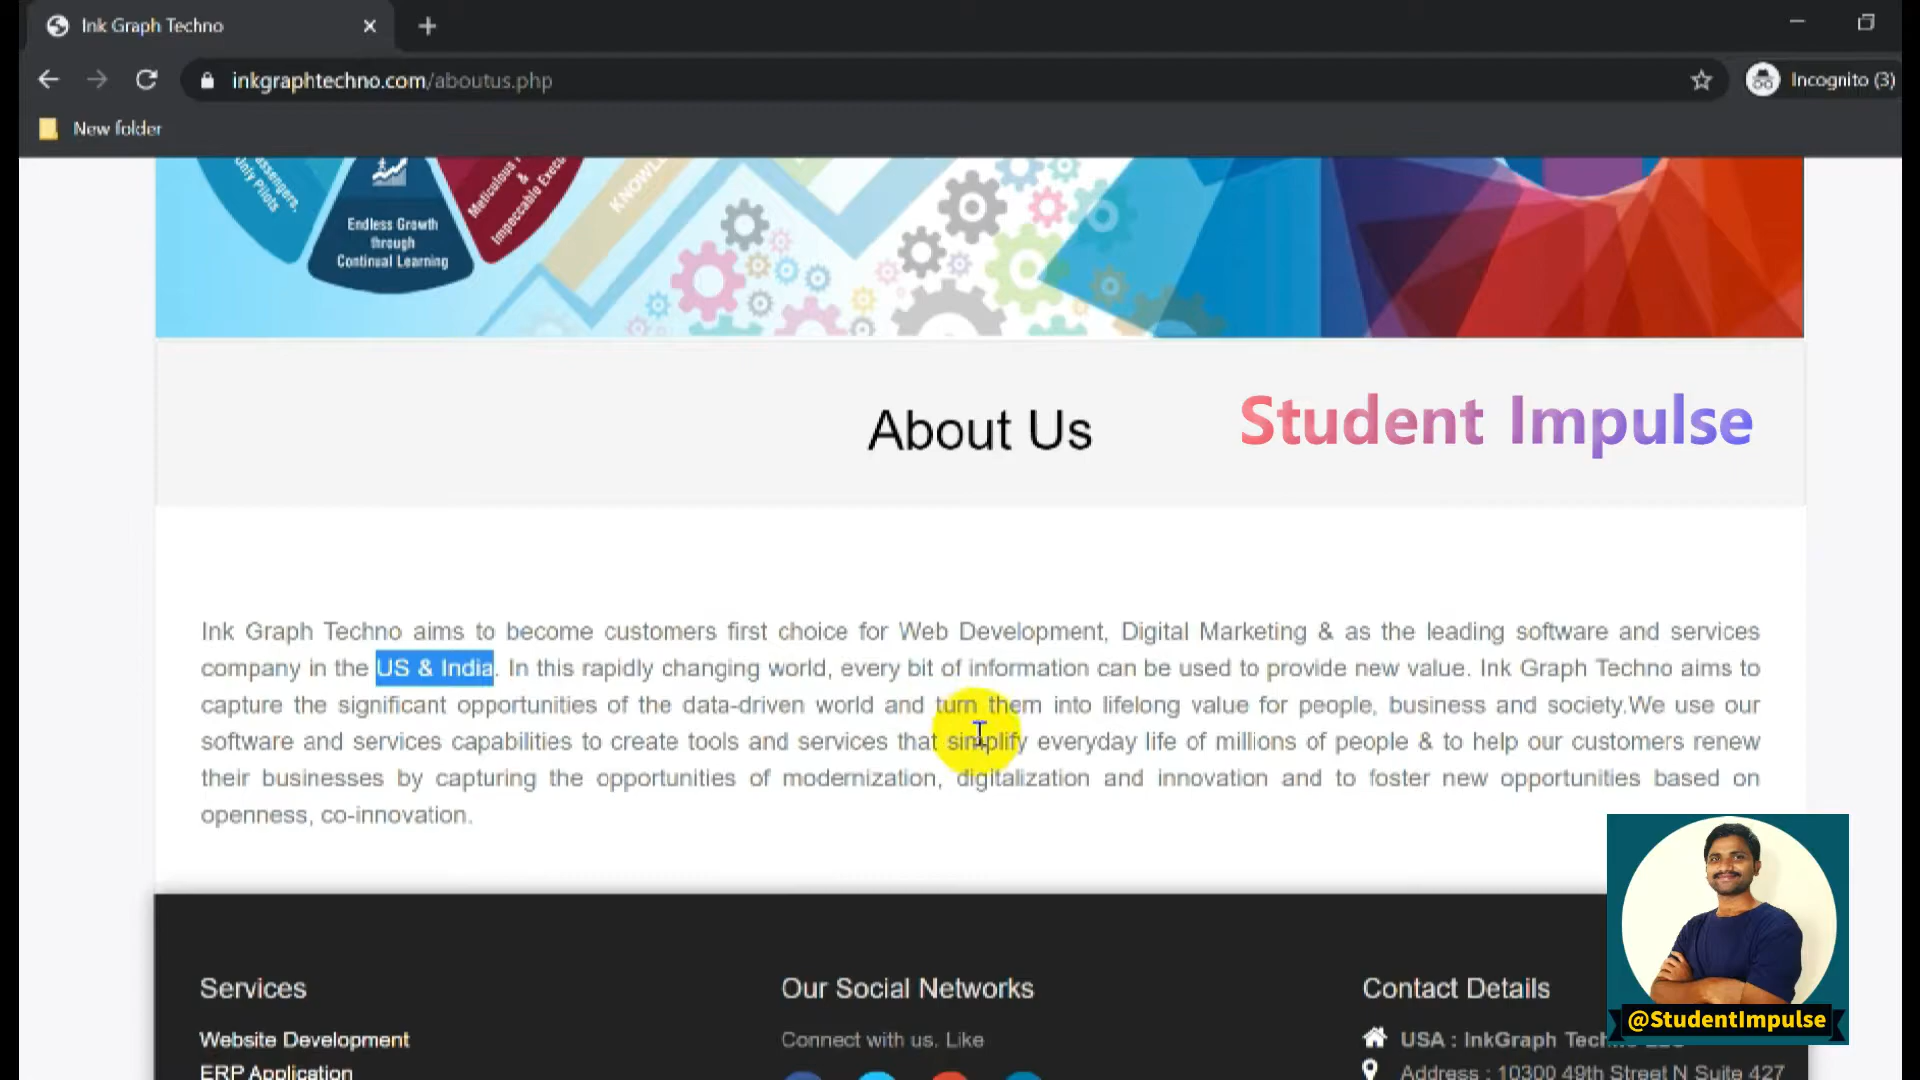 Ink Graph Techno
inkgraphtechno.com/aboutus.php
Incognito (3)
New folder
Only Pilots
Endless Growth
through
Continual Learning
Meticulous
&
Impeccable
About Us
Student Impulse
Ink Graph Techno aims to become customers first choice for Web Development, Digital Marketing & as the leading software and services
company in the US & India. In this rapidly changing world, every bit of information can be used to provide new value. Ink Graph Techno aims to
capture the significant opportunities of the data-driven world and turn them into lifelong value for people, business and society.We use our
software and services capabilities to create tools and services that simplify everyday life of millions of people & to help our customers renew
their businesses by capturing the opportunities of modernization, digitalization and innovation and to foster new opportunities based on
openness, co-innovation.
Services
Website Development
ERP Application
Our Social Networks
Connect with us. Like
Contact Details
USA : InkGraph
Address : 10300 49th Street N Suite 427
@StudentImpulse